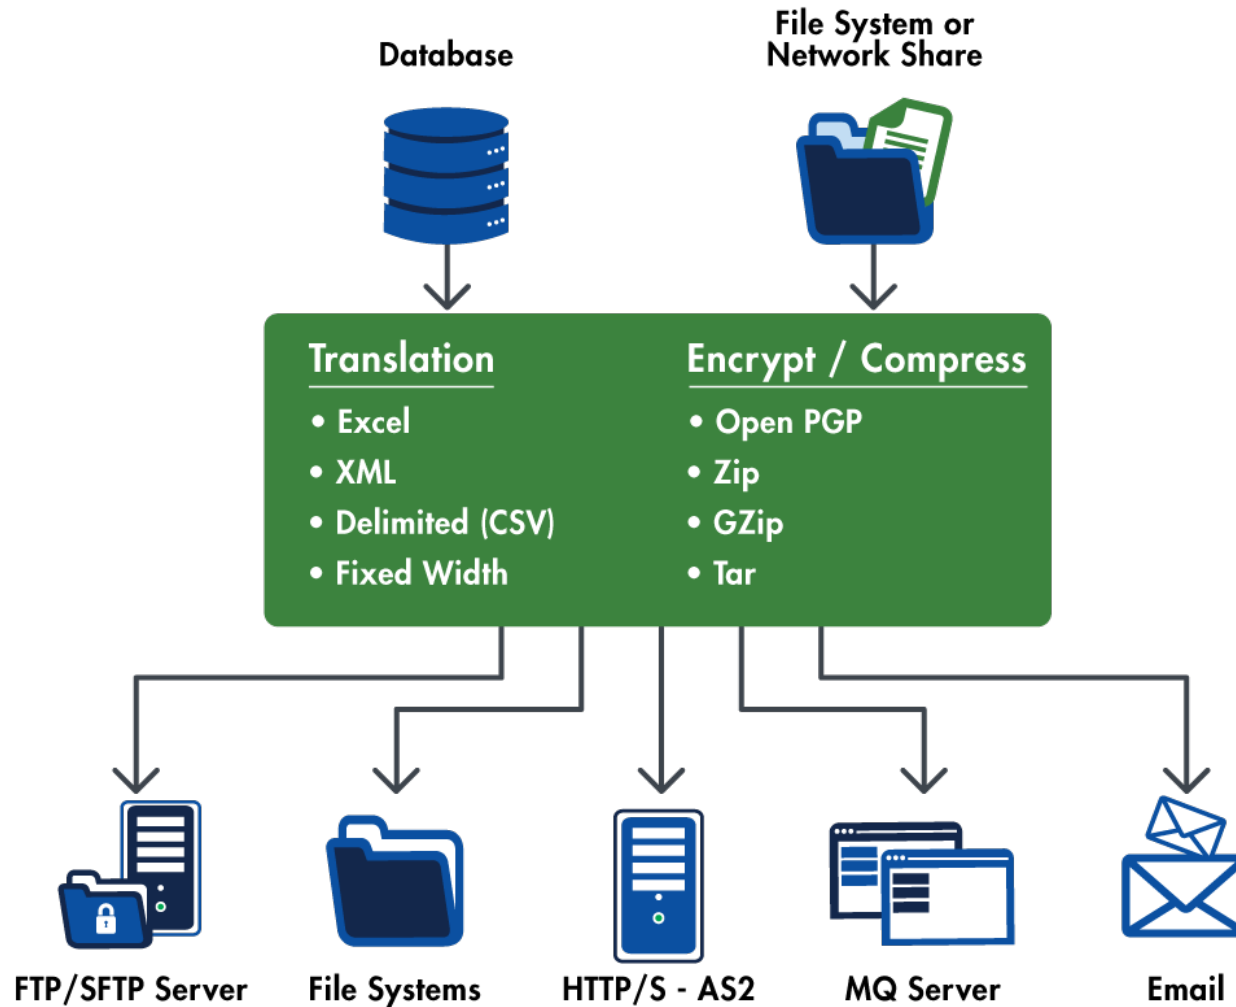 File System or
Network Share
Database
Translation
• Excel
• XML
• Delimited (CSV)
• Fixed Width
Encrypt / Compress
• Open PGP
• Zip
• GZip
• Tar
FTP/SFTP Server
File Systems
HTTP/S - AS2
MQ Server
Email